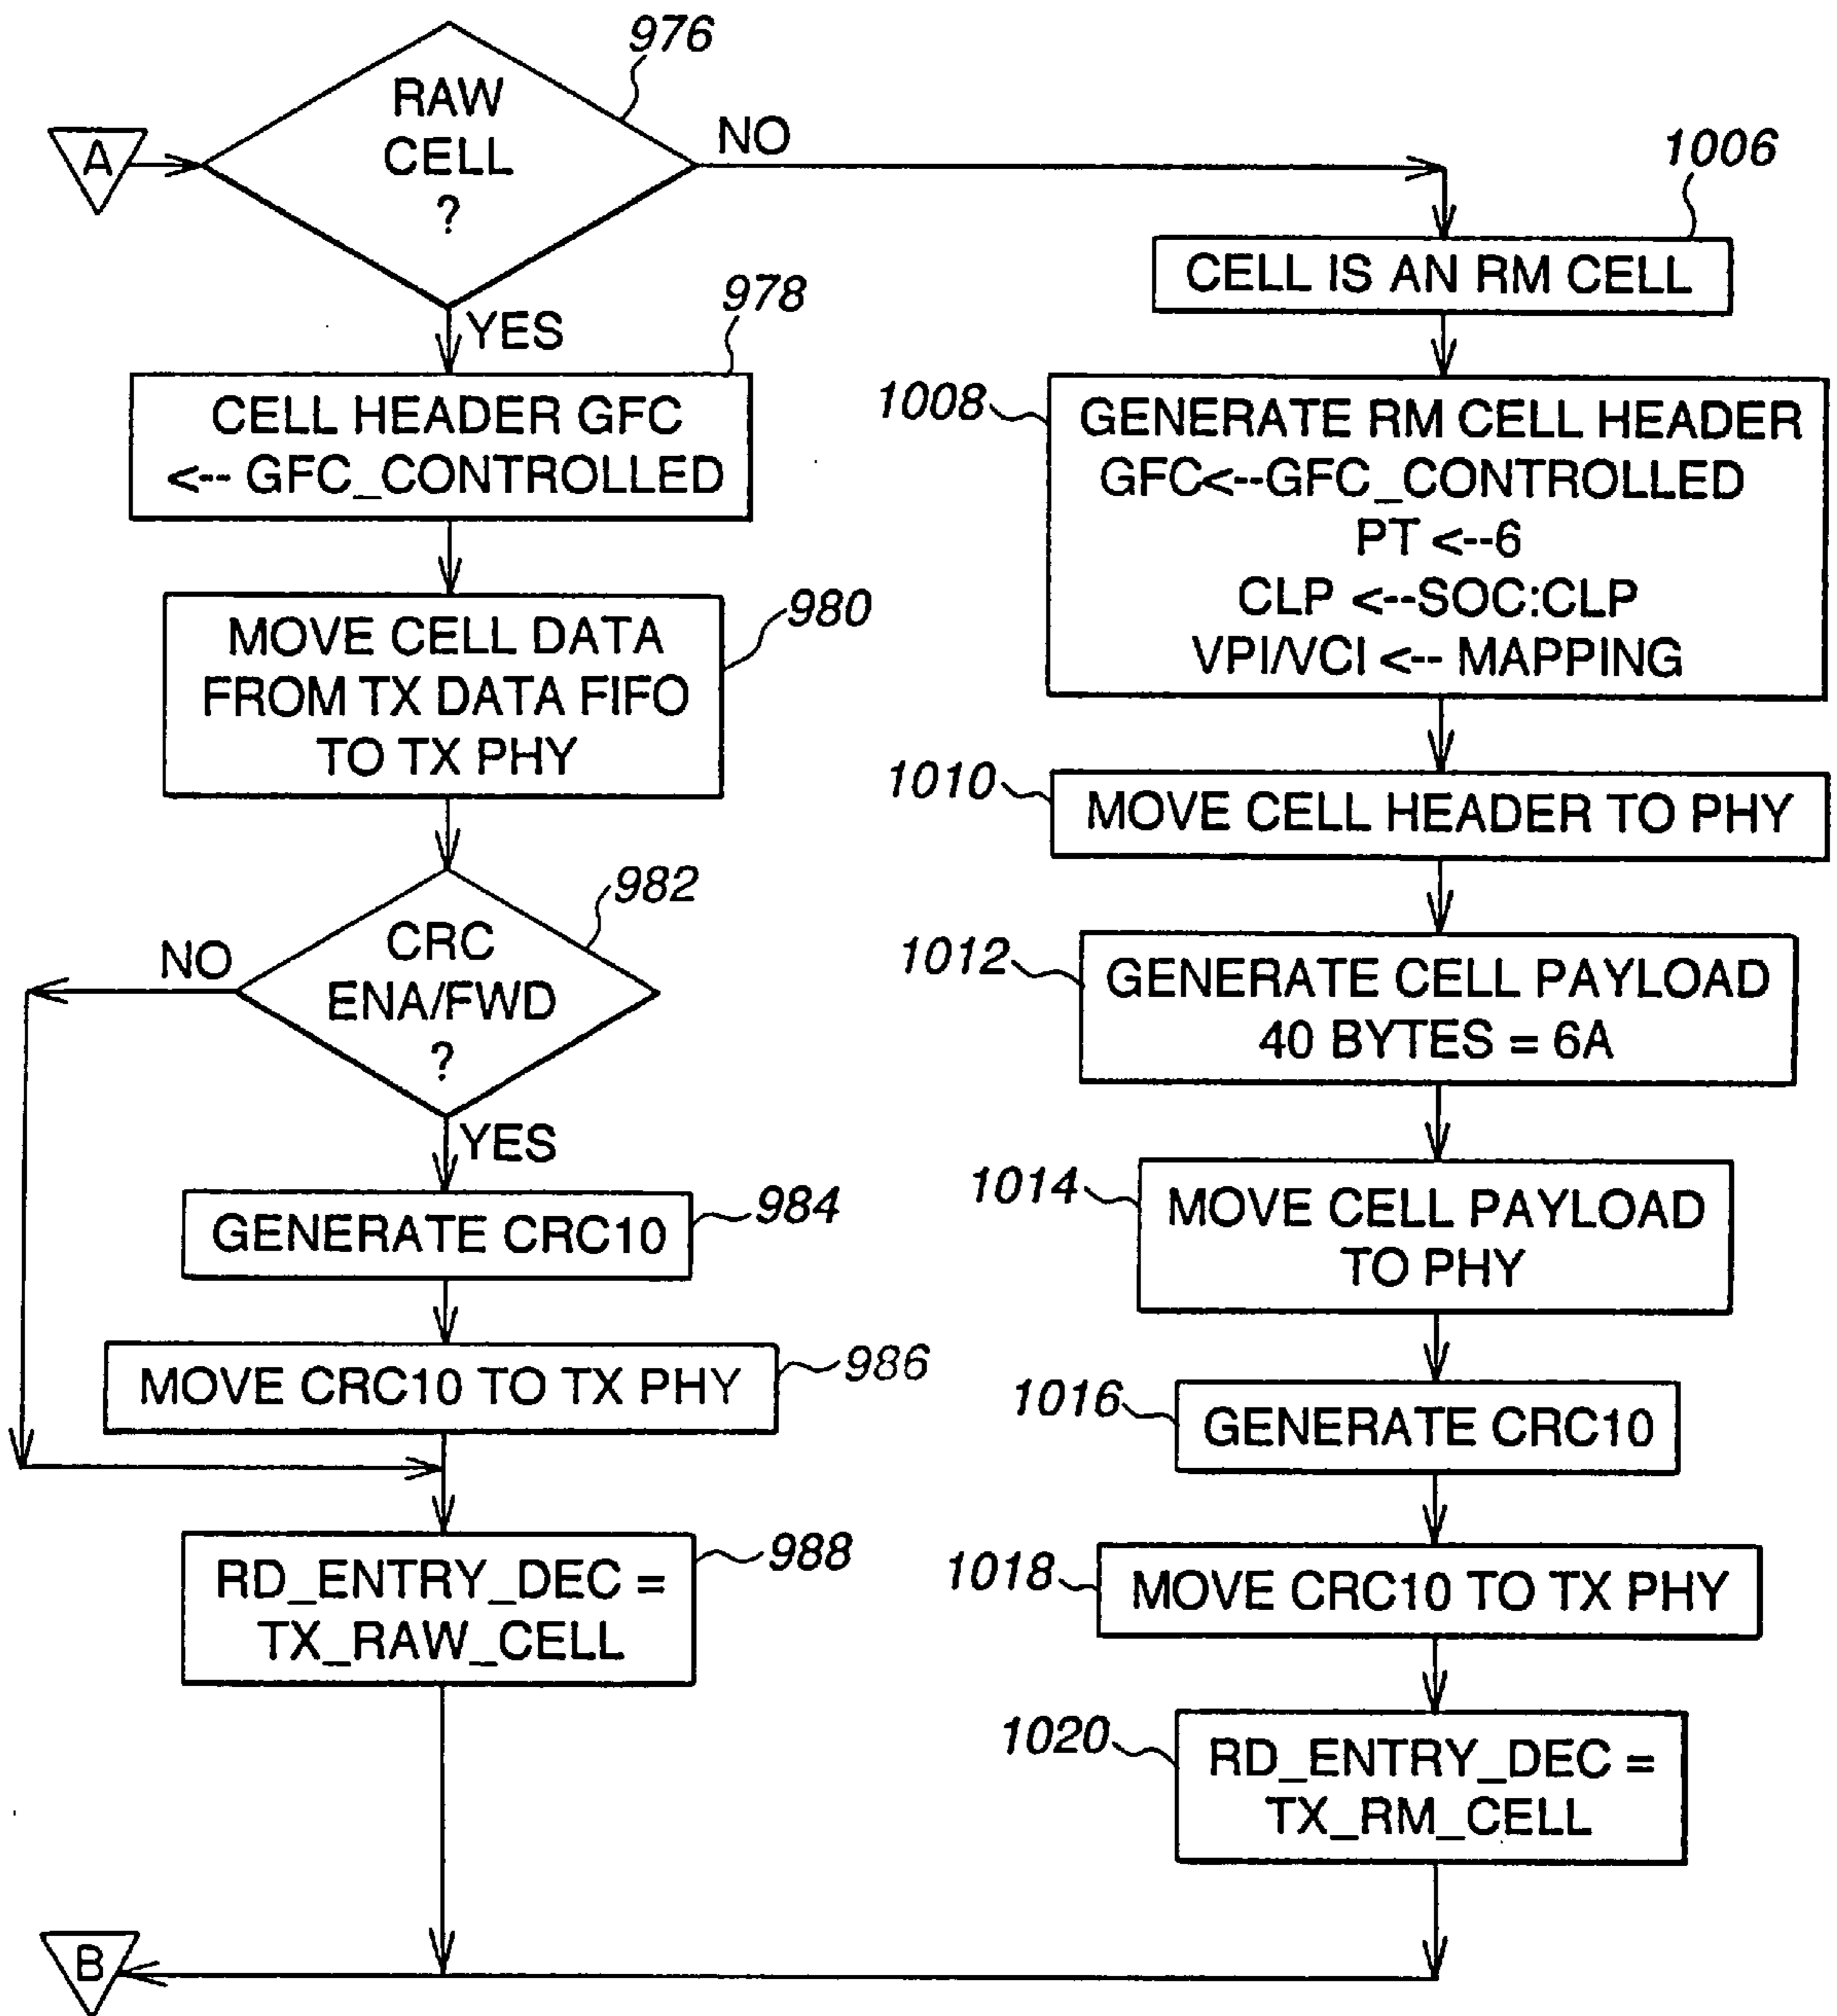 A
RAW
CELL
?
976
NO
YES
978
CELL HEADER GFC
<-- GFC_CONTROLLED
980
MOVE CELL DATA
FROM TX DATA FIFO
TO TX PHY
982
CRC
ENA/FWD
?
NO
YES
984
GENERATE CRC10
986
MOVE CRC10 TO TX PHY
988
RD_ENTRY_DEC =
TX_RAW_CELL
B
1006
CELL IS AN RM CELL
1008
GENERATE RM CELL HEADER
GFC<--GFC_CONTROLLED
PT <--6
CLP <--SOC:CLP
VPI/VCI <-- MAPPING
1010
MOVE CELL HEADER TO PHY
1012
GENERATE CELL PAYLOAD
40 BYTES = 6A
1014
MOVE CELL PAYLOAD
TO PHY
1016
GENERATE CRC10
1018
MOVE CRC10 TO TX PHY
1020
RD_ENTRY_DEC =
TX_RM_CELL